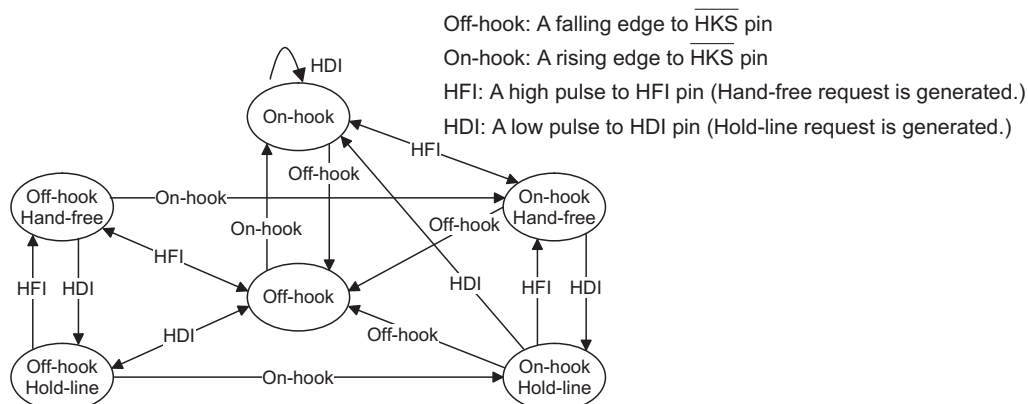 Off-hook: A falling edge to HKS pin
On-hook: A rising edge to HKS pin
HFI: A high pulse to HFI pin (Hand-free request is generated.)
HDI: A low pulse to HDI pin (Hold-line request is generated.)
HDI
On-hook
HFI
Off-hook
Off-hook
Hand-free
On-hook
On-hook
Hand-free
On-hook
Off-hook
HFI
HFI
HDI
Off-hook
HDI
HFI
HDI
HDI
Off-hook
Off-hook
Hold-line
On-hook
On-hook
Hold-line